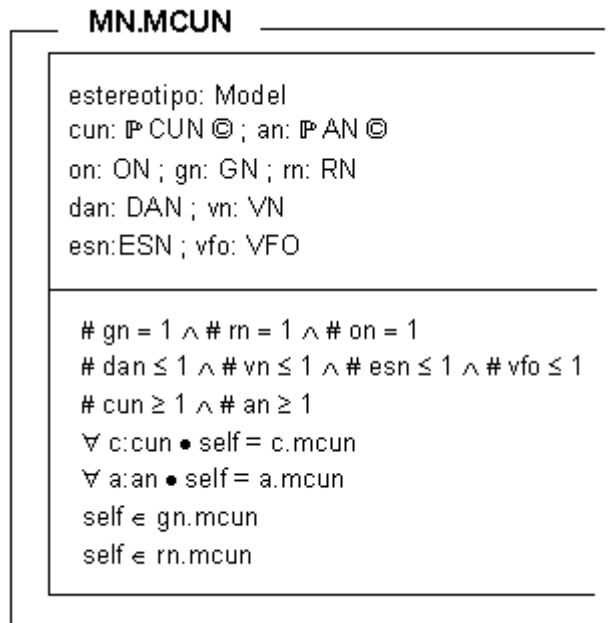 MN.MCUN
estereotipo: Model
cun: ℙ CUN © ; an: ℙ AN ©
on: ON ; gn: GN ; rn: RN
dan: DAN ; vn: VN
esn:ESN ; vfo: VFO
# gn = 1 ∧ # rn = 1 ∧ # on = 1
# dan ≤ 1 ∧ # vn ≤ 1 ∧ # esn ≤ 1 ∧ # vfo ≤ 1
# cun ≥ 1 ∧ # an ≥ 1
∀ c:cun • self = c.mcun
∀ a:an • self = a.mcun
self ∈ gn.mcun
self ∈ rn.mcun